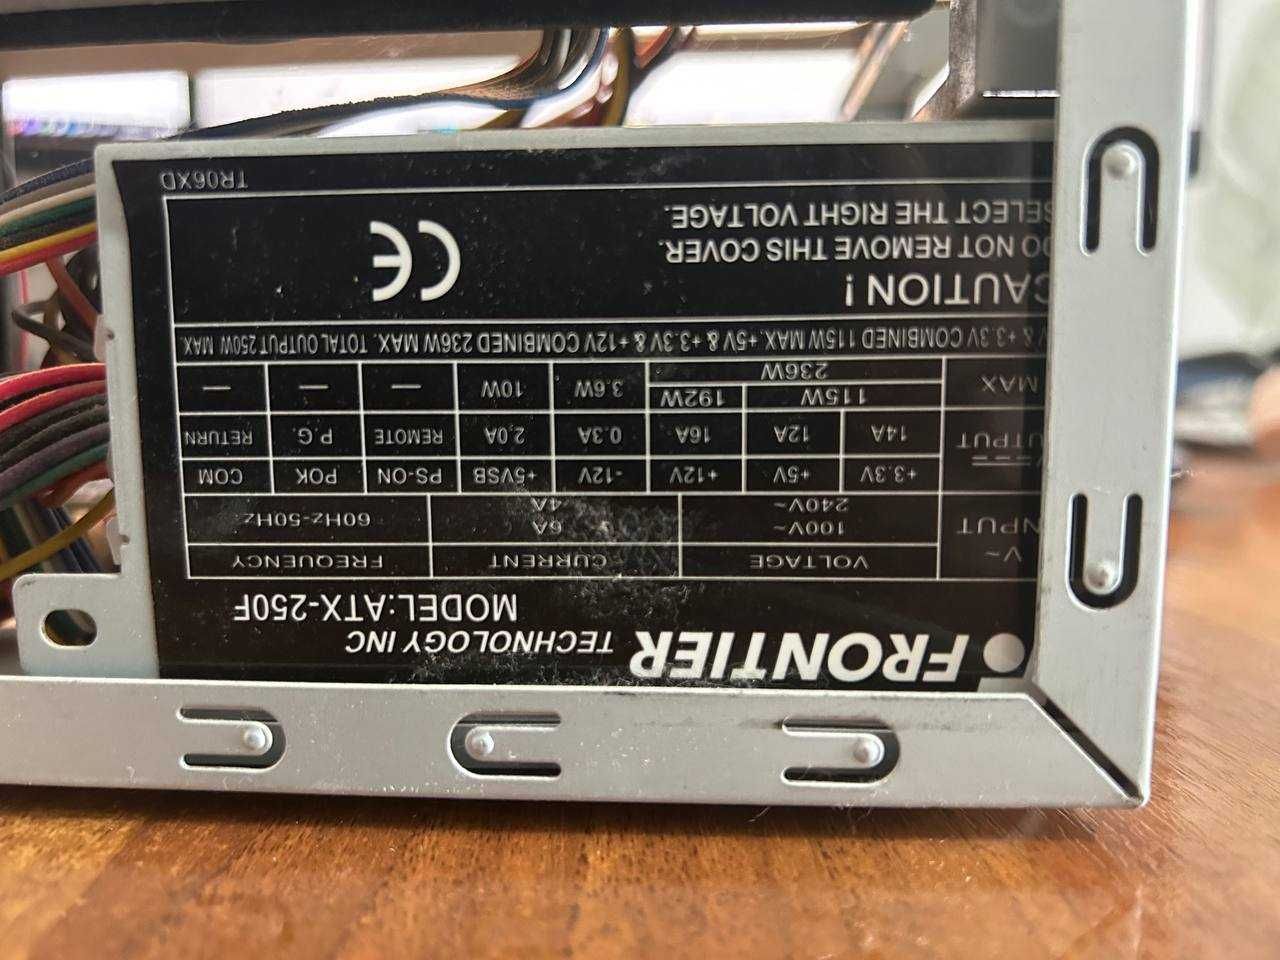 FRONTIER TECHNOLOGY INC
MODEL:ATX-250F
V~ VOLTAGE CURRENT FREQUENCY
NPUT 100V~ 6A 60Hz-50Hz
240V~ 4A
V +3.3V +5V +12V -12V +5VSB PS-ON POK COM
UTPUT 14A 12A 16A 0.3A 2.0A REMOTE P.G. RETURN
MAX 115W 192W 3.6W 10W — — —
236W
V & +3.3V COMBINED 115W MAX. +5V & +3.3V & +12V COMBINED 236W MAX. TOTAL OUTPUT 250W MAX.
CAUTION !
DO NOT REMOVE THIS COVER.
SELECT THE RIGHT VOLTAGE.
CE
TR06XD